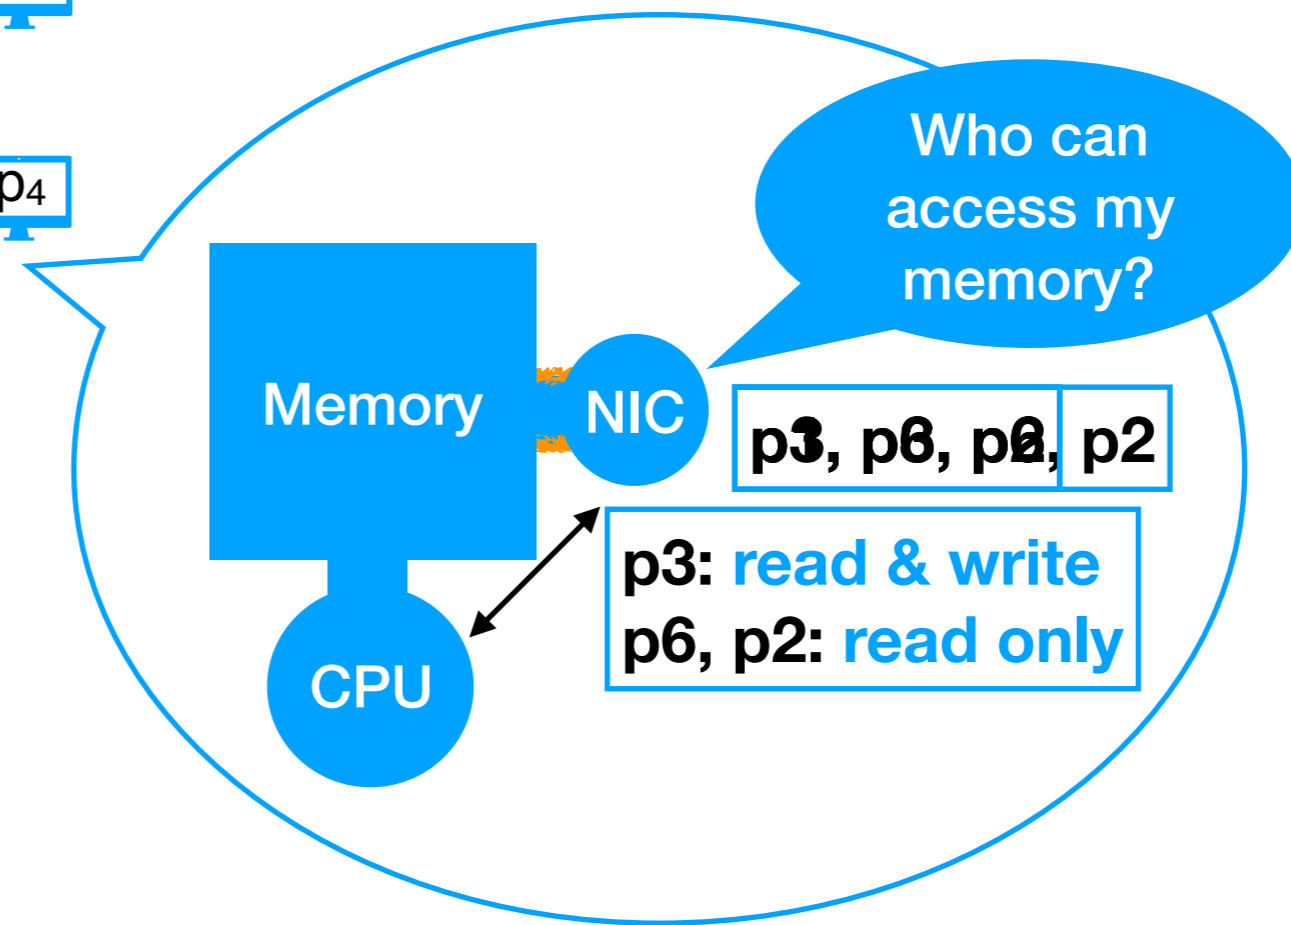 p₄
Who can
access my
memory?
Memory
NIC
p2
p3: read & write
p6, p2: read only
CPU